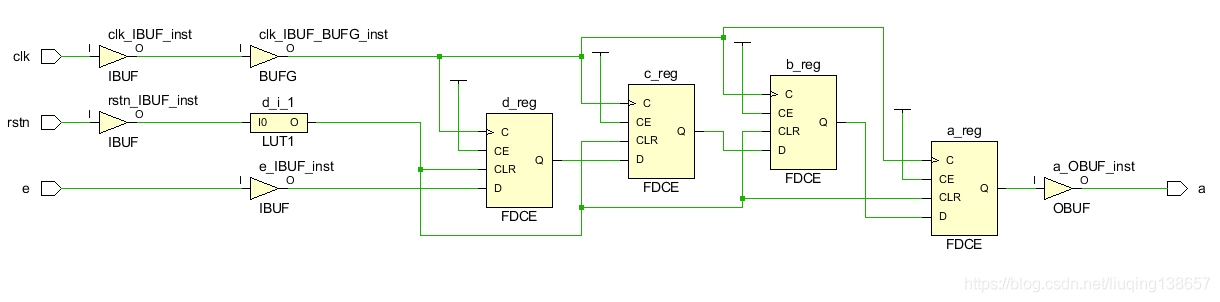 clk
clk_IBUF_inst
I
O
IBUF
clk_IBUF_BUFG_inst
I
O
BUFG
rstn
rstn_IBUF_inst
I
O
IBUF
d_i_1
I0
O
LUT1
e
e_IBUF_inst
I
O
IBUF
d_reg
C
CE
CLR
D
Q
FDCE
c_reg
C
CE
CLR
D
Q
FDCE
b_reg
C
CE
CLR
D
Q
FDCE
a_reg
C
CE
CLR
D
Q
FDCE
a_OBUF_inst
I
O
OBUF
a
https://blog.csdn.net/liuqing138657